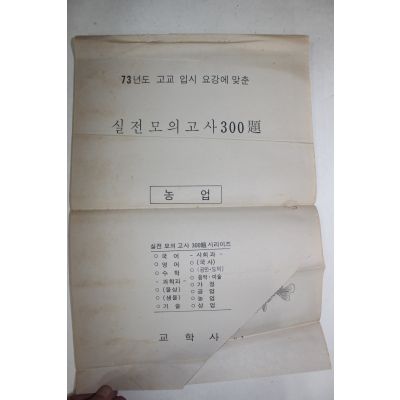 73년도 고교 입시 요강에 맞춘
실전모의고사300題
농 업
실전 모의 고사 300題 시리이즈
○ 국 어 - 사회과 -
○ 영 어 ○ (국 사)
○ 수 학 ○ (공민·도덕)
- 과학과 - ○ 음악·미술
○ (물상) ○ 가 정
○ (생물) ○ 공 업
○ 기 술 ○ 농 업
○ 상 업
교 학 사